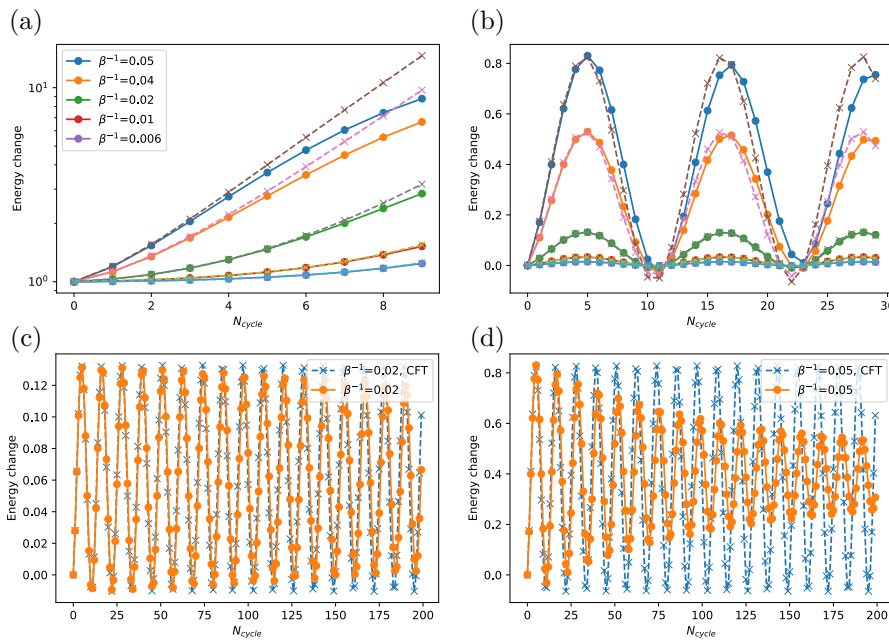 (a)
Energy change
10¹
10⁰
β⁻¹=0.05
β⁻¹=0.04
β⁻¹=0.02
β⁻¹=0.01
β⁻¹=0.006
0 2 4 6 8
N_cycle
(b)
Energy change
0.8
0.6
0.4
0.2
0.0
0 5 10 15 20 25 30
N_cycle
(c)
Energy change
0.12
0.10
0.08
0.06
0.04
0.02
0.00
β⁻¹=0.02, CFT
β⁻¹=0.02
0 25 50 75 100 125 150 175 200
N_cycle
(d)
Energy change
0.8
0.6
0.4
0.2
0.0
β⁻¹=0.05, CFT
β⁻¹=0.05
0 25 50 75 100 125 150 175 200
N_cycle